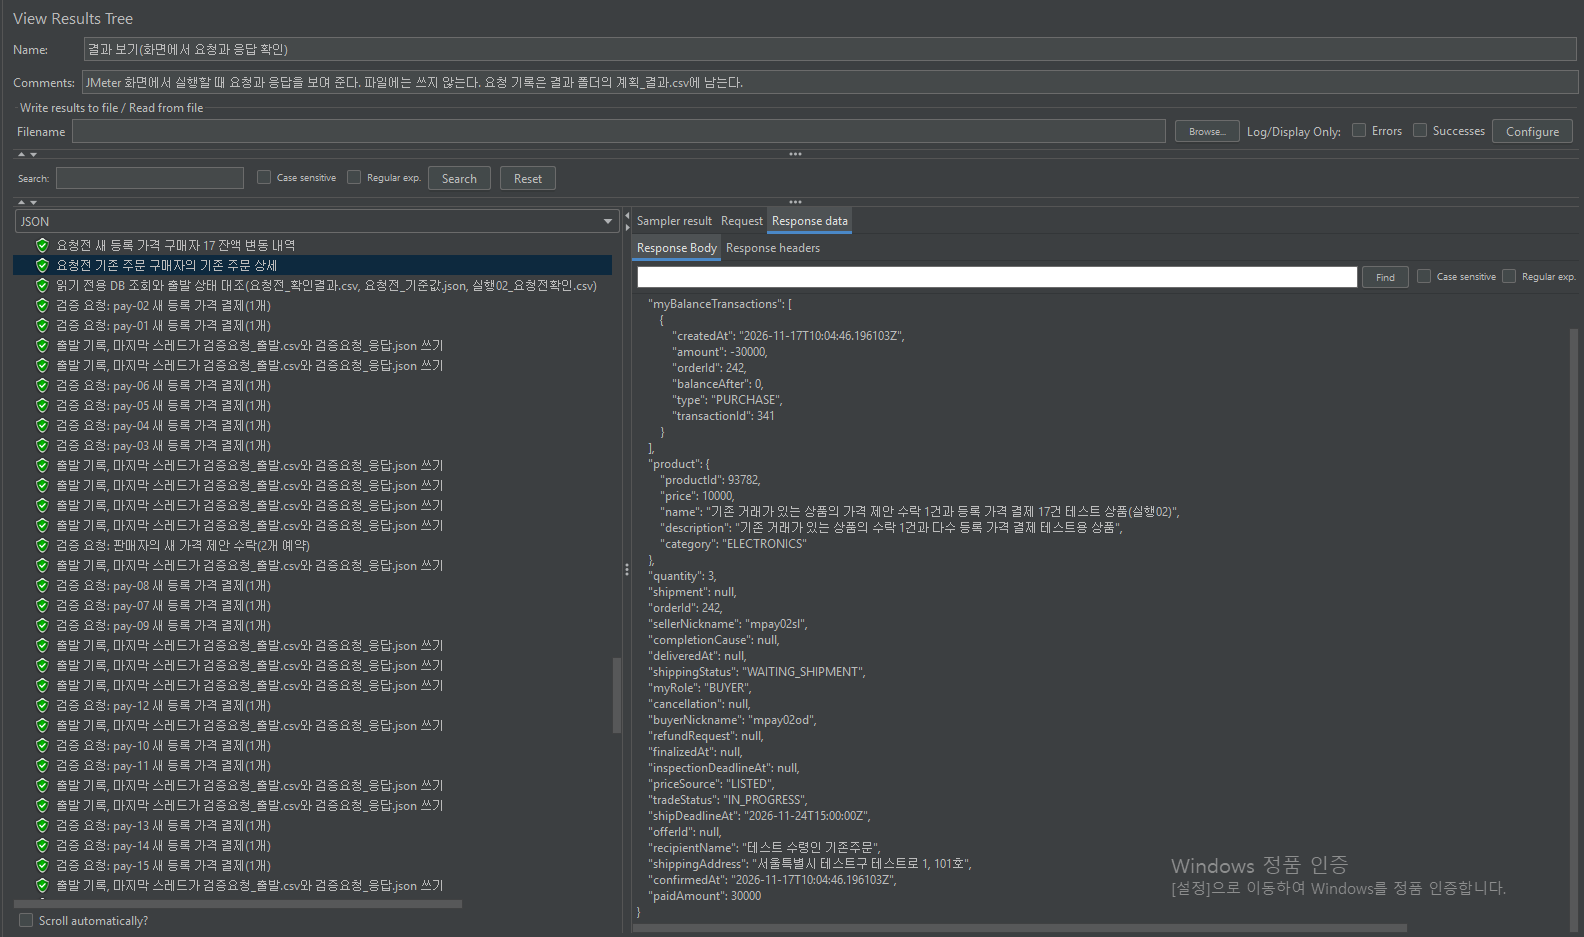 View Results Tree
Name: 결과 보기(화면에서 요청과 응답 확인)
Comments: JMeter 화면에서 실행할 때 요청과 응답을 보여 준다. 파일에는 쓰지 않는다. 요청 기록은 결과 폴더의 계획_결과.csv에 남는다.
Write results to file / Read from file
Filename Browse... Log/Display Only: Errors Successes Configure
Search: Case sensitive Regular exp. Search Reset
JSON
요청전 새 등록 가격 구매자 17 잔액 변동 내역
요청전 기존 주문 구매자의 기존 주문 상세
읽기 전용 DB 조회와 출발 상태 대조(요청전_확인결과.csv, 요청전_기준값.json, 실행02_요청전확인.csv)
검증 요청: pay-02 새 등록 가격 결제(1개)
검증 요청: pay-01 새 등록 가격 결제(1개)
출발 기록, 마지막 스레드가 검증요청_출발.csv와 검증요청_응답.json 쓰기
출발 기록, 마지막 스레드가 검증요청_출발.csv와 검증요청_응답.json 쓰기
검증 요청: pay-06 새 등록 가격 결제(1개)
검증 요청: pay-05 새 등록 가격 결제(1개)
검증 요청: pay-04 새 등록 가격 결제(1개)
검증 요청: pay-03 새 등록 가격 결제(1개)
출발 기록, 마지막 스레드가 검증요청_출발.csv와 검증요청_응답.json 쓰기
출발 기록, 마지막 스레드가 검증요청_출발.csv와 검증요청_응답.json 쓰기
출발 기록, 마지막 스레드가 검증요청_출발.csv와 검증요청_응답.json 쓰기
출발 기록, 마지막 스레드가 검증요청_출발.csv와 검증요청_응답.json 쓰기
검증 요청: 판매자의 새 가격 제안 수락(2개 예약)
출발 기록, 마지막 스레드가 검증요청_출발.csv와 검증요청_응답.json 쓰기
검증 요청: pay-08 새 등록 가격 결제(1개)
검증 요청: pay-07 새 등록 가격 결제(1개)
검증 요청: pay-09 새 등록 가격 결제(1개)
출발 기록, 마지막 스레드가 검증요청_출발.csv와 검증요청_응답.json 쓰기
출발 기록, 마지막 스레드가 검증요청_출발.csv와 검증요청_응답.json 쓰기
출발 기록, 마지막 스레드가 검증요청_출발.csv와 검증요청_응답.json 쓰기
검증 요청: pay-12 새 등록 가격 결제(1개)
출발 기록, 마지막 스레드가 검증요청_출발.csv와 검증요청_응답.json 쓰기
검증 요청: pay-10 새 등록 가격 결제(1개)
검증 요청: pay-11 새 등록 가격 결제(1개)
출발 기록, 마지막 스레드가 검증요청_출발.csv와 검증요청_응답.json 쓰기
출발 기록, 마지막 스레드가 검증요청_출발.csv와 검증요청_응답.json 쓰기
검증 요청: pay-13 새 등록 가격 결제(1개)
검증 요청: pay-14 새 등록 가격 결제(1개)
검증 요청: pay-15 새 등록 가격 결제(1개)
출발 기록, 마지막 스레드가 검증요청_출발.csv와 검증요청_응답.json 쓰기
Scroll automatically?
Sampler result Request Response data
Response Body Response headers
Find Case sensitive Regular exp.
"myBalanceTransactions": [
{
"createdAt": "2026-11-17T10:04:46.196103Z",
"amount": -30000,
"orderId": 242,
"balanceAfter": 0,
"type": "PURCHASE",
"transactionId": 341
}
],
"product": {
"productId": 93782,
"price": 10000,
"name": "기존 거래가 있는 상품의 가격 제안 수락 1건과 등록 가격 결제 17건 테스트 상품(실행02)",
"description": "기존 거래가 있는 상품의 수락 1건과 다수 등록 가격 결제 테스트용 상품",
"category": "ELECTRONICS"
},
"quantity": 3,
"shipment": null,
"orderId": 242,
"sellerNickname": "mpay02sl",
"completionCause": null,
"deliveredAt": null,
"shippingStatus": "WAITING_SHIPMENT",
"myRole": "BUYER",
"cancellation": null,
"buyerNickname": "mpay02od",
"refundRequest": null,
"finalizedAt": null,
"inspectionDeadlineAt": null,
"priceSource": "LISTED",
"tradeStatus": "IN_PROGRESS",
"shipDeadlineAt": "2026-11-24T15:00:00Z",
"offerId": null,
"recipientName": "테스트 수령인 기존주문",
"shippingAddress": "서울특별시 테스트구 테스트로 1, 101호",
"confirmedAt": "2026-11-17T10:04:46.196103Z",
"paidAmount": 30000
}
Windows 정품 인증
[설정]으로 이동하여 Windows를 정품 인증합니다.